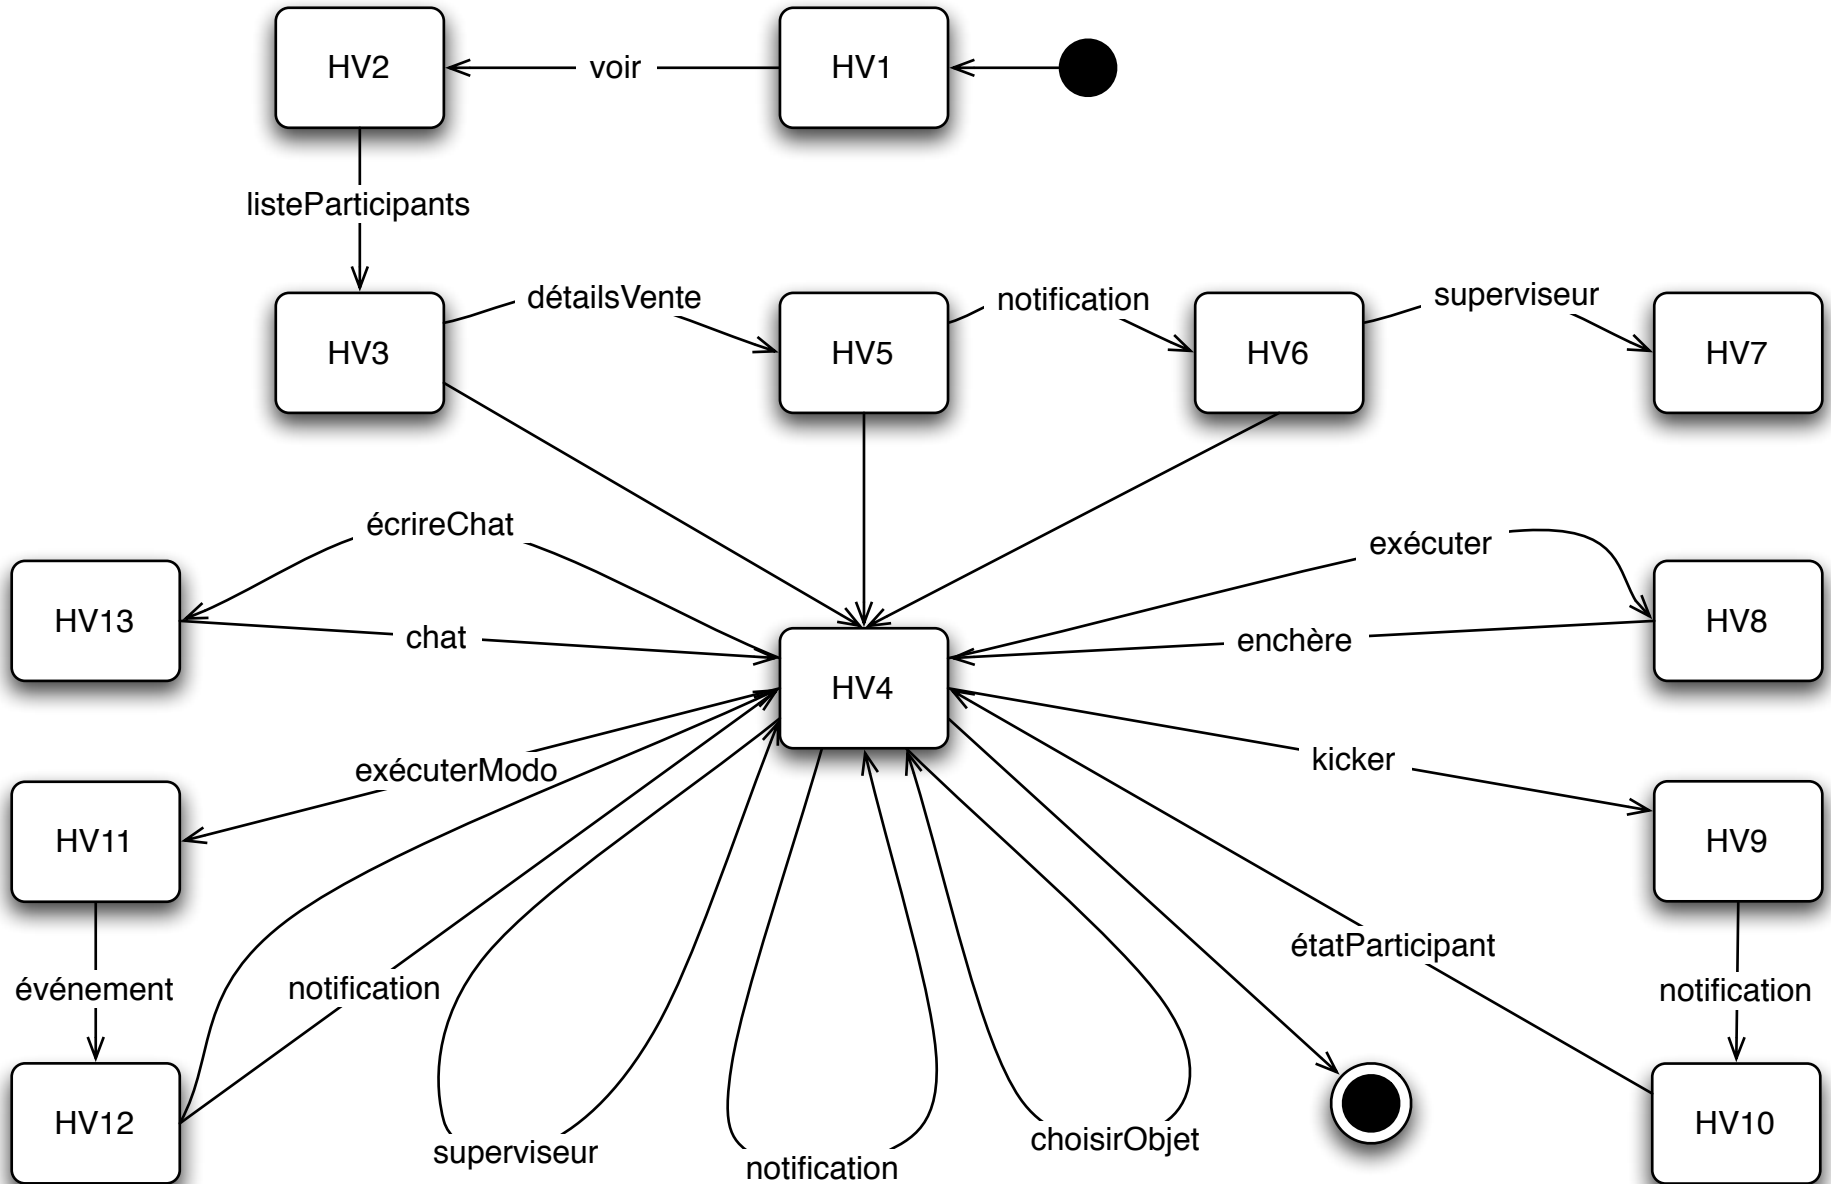 HV2
voir
HV1
listeParticipants
HV3
détailsVente
HV5
notification
HV6
superviseur
HV7
écrireChat
exécuter
HV13
chat
HV4
enchère
HV8
exécuterModo
kicker
HV11
HV9
événement
notification
étatParticipant
notification
HV12
superviseur
notification
choisirObjet
HV10